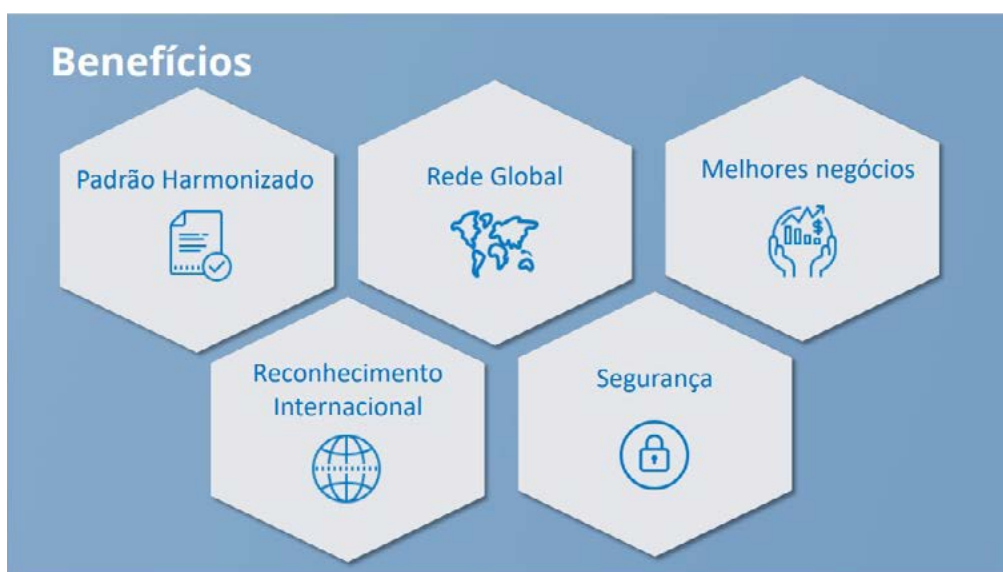 Benefícios
Padrão Harmonizado
Rede Global
Melhores negócios
Reconhecimento
Internacional
Segurança